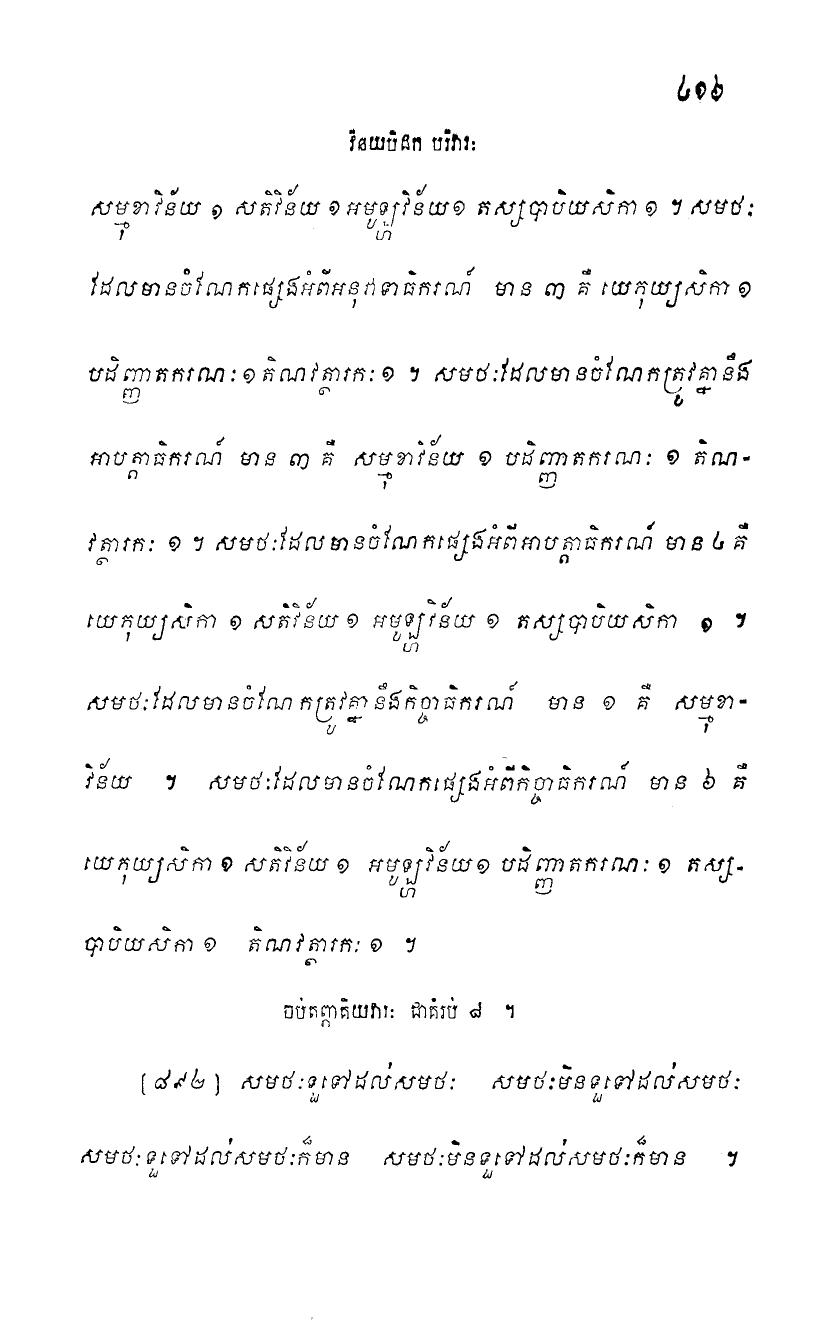 ៤១៦
វិនយបិដក បរិវារៈ
សម្មុខាវិន័យ ១ សតិវិន័យ ១ អមូឡ្ហវិន័យ ១ តស្សបាបិយសិកា ១ ។ សមថៈ
ដែលមានចំណែកផ្សេងអំពីអនុវាទាធិករណ៍ មាន ៣ គឺ យេភុយ្យសិកា ១
បដិញ្ញាតករណៈ ១ តិណវត្ថារកៈ ១ ។ សមថៈដែលមានចំណែកត្រូវគ្នានឹង
អាបត្តាធិករណ៍ មាន ៣ គឺ សម្មុខាវិន័យ ១ បដិញ្ញាតករណៈ ១ តិណ-
វត្ថារកៈ ១ ។ សមថៈដែលមានចំណែកផ្សេងអំពីអាបត្តាធិករណ៍ មាន ៤ គឺ
យេភុយ្យសិកា ១ សតិវិន័យ ១ អមូឡ្ហវិន័យ ១ តស្សបាបិយសិកា ១ ។
សមថៈដែលមានចំណែកត្រូវគ្នានឹងកិច្ចាធិករណ៍ មាន ១ គឺ សម្មុខា-
វិន័យ ។ សមថៈដែលមានចំណែកផ្សេងអំពីកិច្ចាធិករណ៍ មាន ៦ គឺ
យេភុយ្យសិកា ១ សតិវិន័យ ១ អមូឡ្ហវិន័យ ១ បដិញ្ញាតករណៈ ១ តស្ស-
បាបិយសិកា ១ តិណវត្ថារកៈ ១ ។
ចប់តព្ភាគិយវារៈ ជាគំរប់ ៨ ។
[៨៩៤] សមថៈទួទៅដល់សមថៈ សមថៈមិនទួទៅដល់សមថៈ
សមថៈទួទៅដល់សមថៈក៏មាន សមថៈមិនទួទៅដល់សមថៈក៏មាន ។